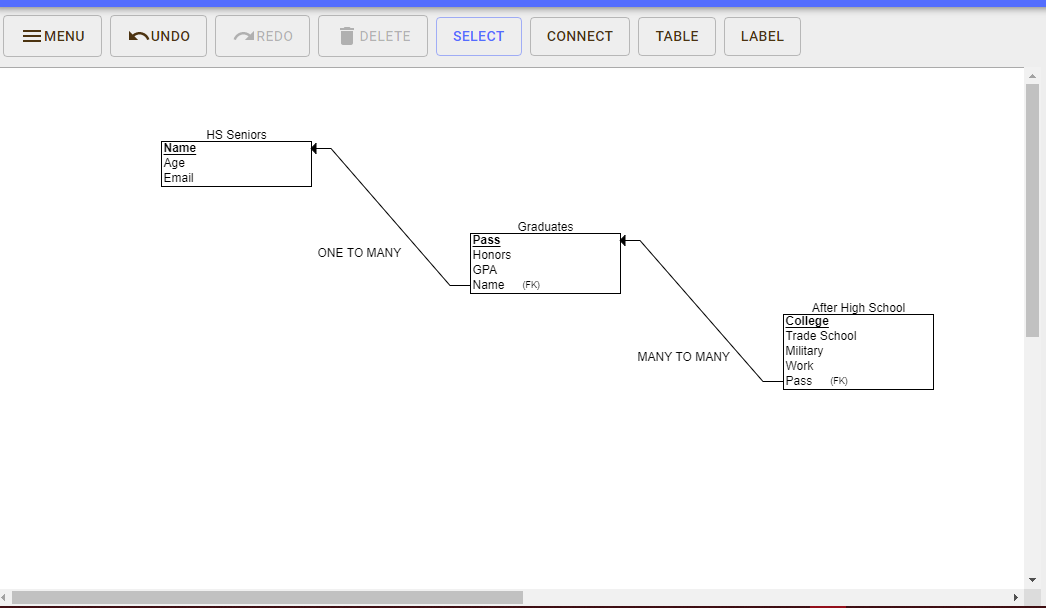 MENU UNDO REDO DELETE SELECT CONNECT TABLE LABEL
HS Seniors
Name
Age
Email
ONE TO MANY
Graduates
Pass
Honors
GPA
Name (FK)
MANY TO MANY
After High School
College
Trade School
Military
Work
Pass (FK)